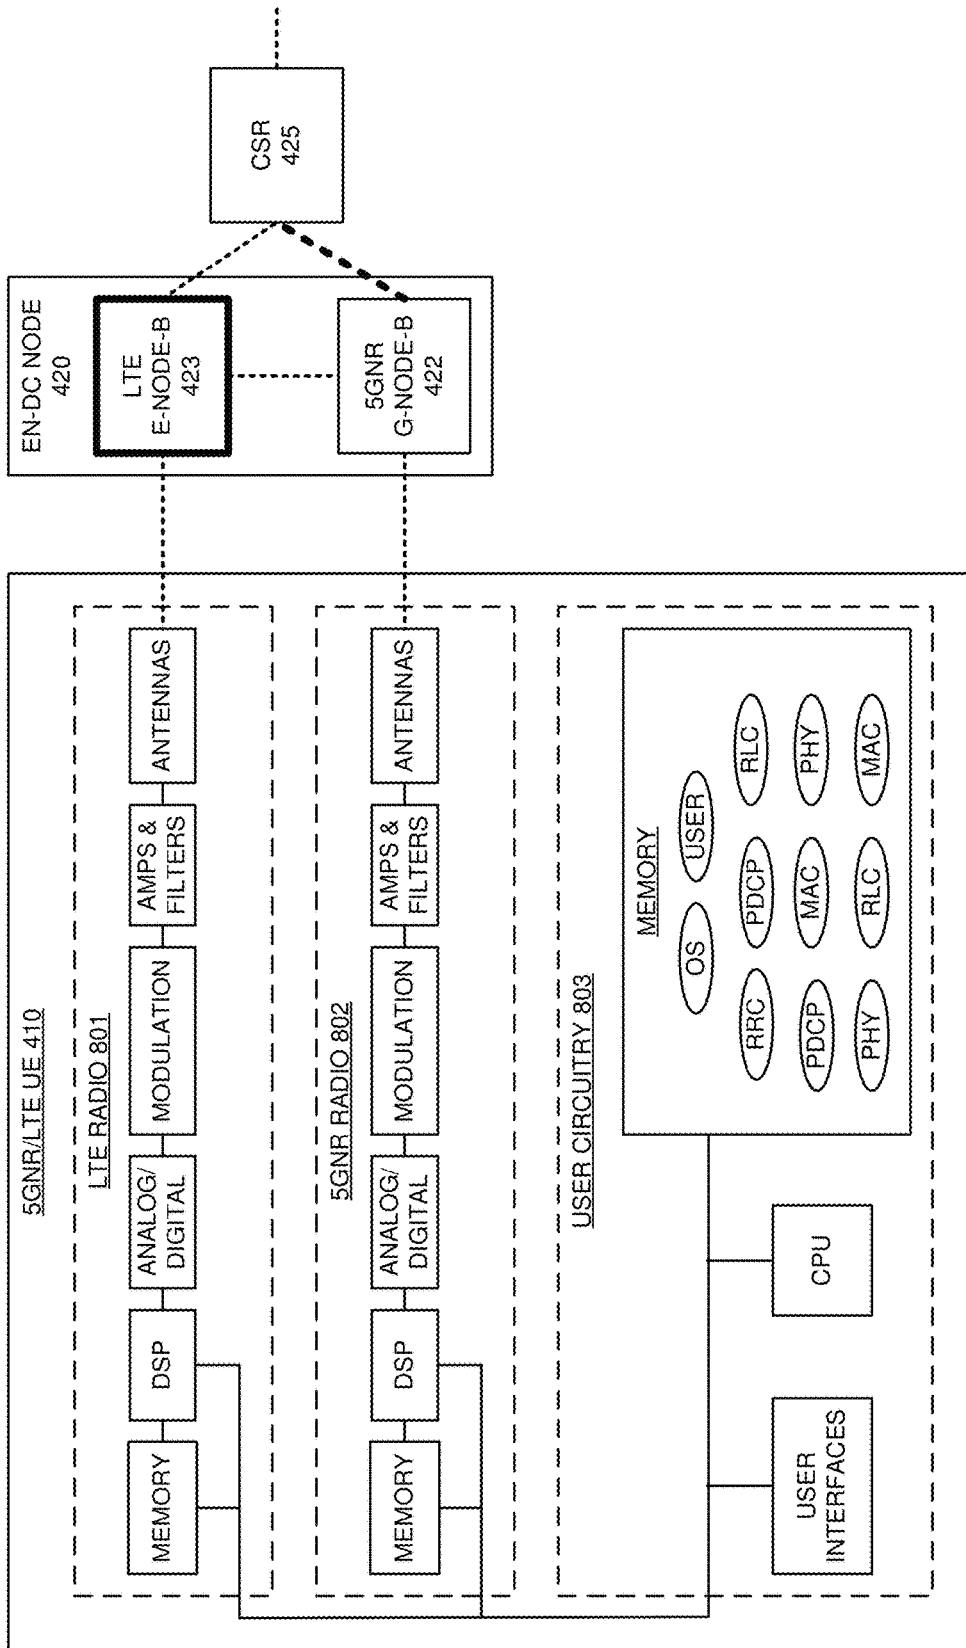 5GNR/LTE UE 410
LTE RADIO 801
MEMORY
DSP
ANALOG/
DIGITAL
MODULATION
AMPS &
FILTERS
ANTENNAS
5GNR RADIO 802
MEMORY
DSP
ANALOG/
DIGITAL
MODULATION
AMPS &
FILTERS
ANTENNAS
USER CIRCUITRY 803
USER
INTERFACES
CPU
MEMORY
OS
USER
RRC
PDCP
RLC
PDCP
MAC
PHY
PHY
RLC
MAC
EN-DC NODE
420
LTE
E-NODE-B
423
5GNR
G-NODE-B
422
CSR
425